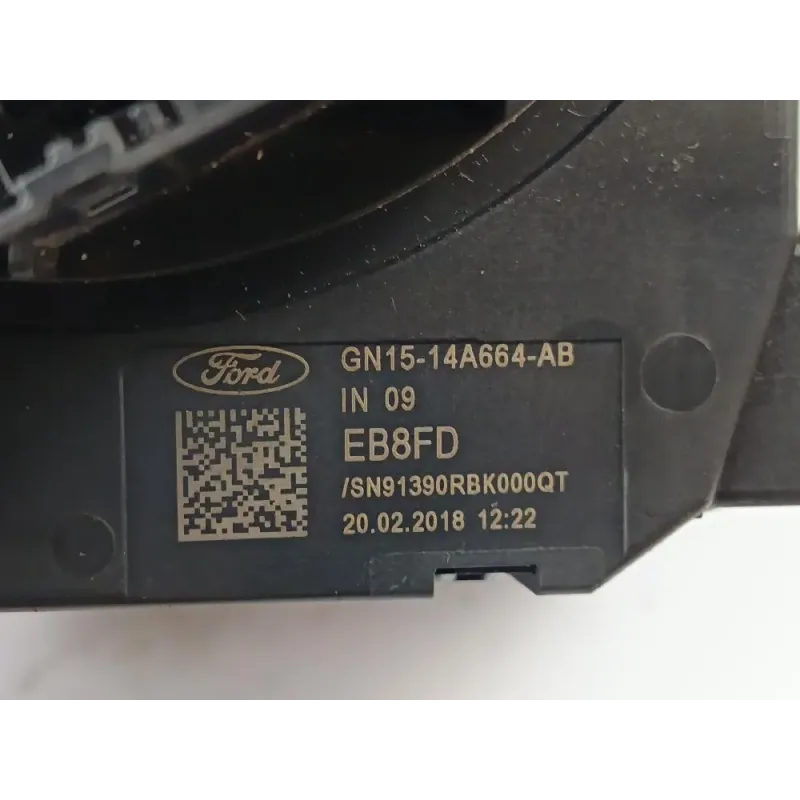 Ford
GN15-14A664-AB
IN 09
EB8FD
/SN91390RBK000QT
20.02.2018 12:22